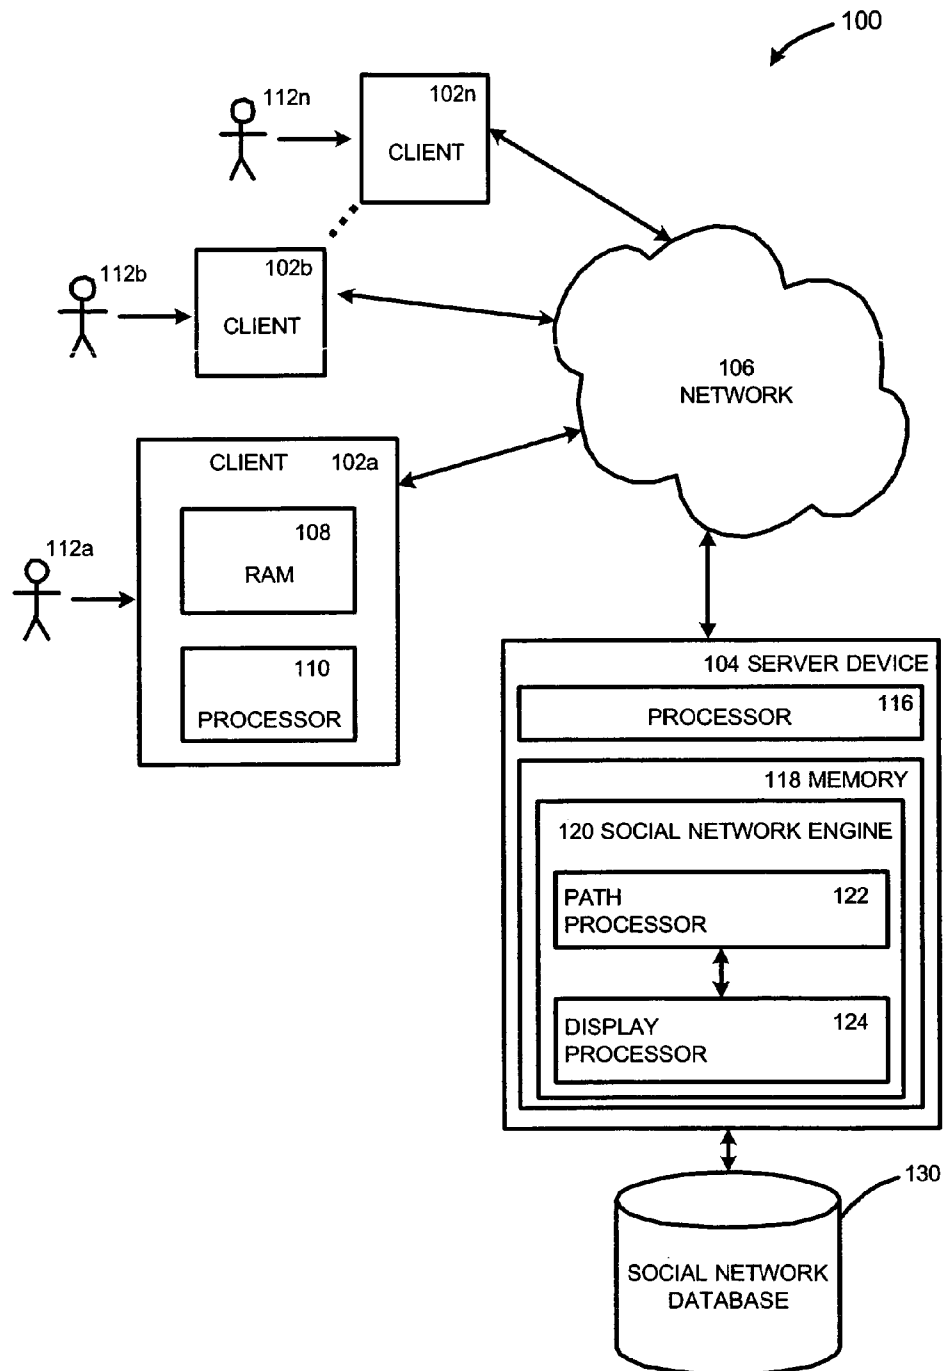 100
112n
102n
CLIENT
112b
102b
CLIENT
106
NETWORK
CLIENT 102a
108
RAM
112a
110
PROCESSOR
104 SERVER DEVICE
116
PROCESSOR
118 MEMORY
120 SOCIAL NETWORK ENGINE
PATH 122
PROCESSOR
DISPLAY 124
PROCESSOR
130
SOCIAL NETWORK
DATABASE